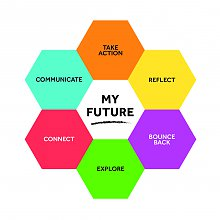 TAKE
ACTION
COMMUNICATE
REFLECT
MY
FUTURE
CONNECT
BOUNCE
BACK
EXPLORE